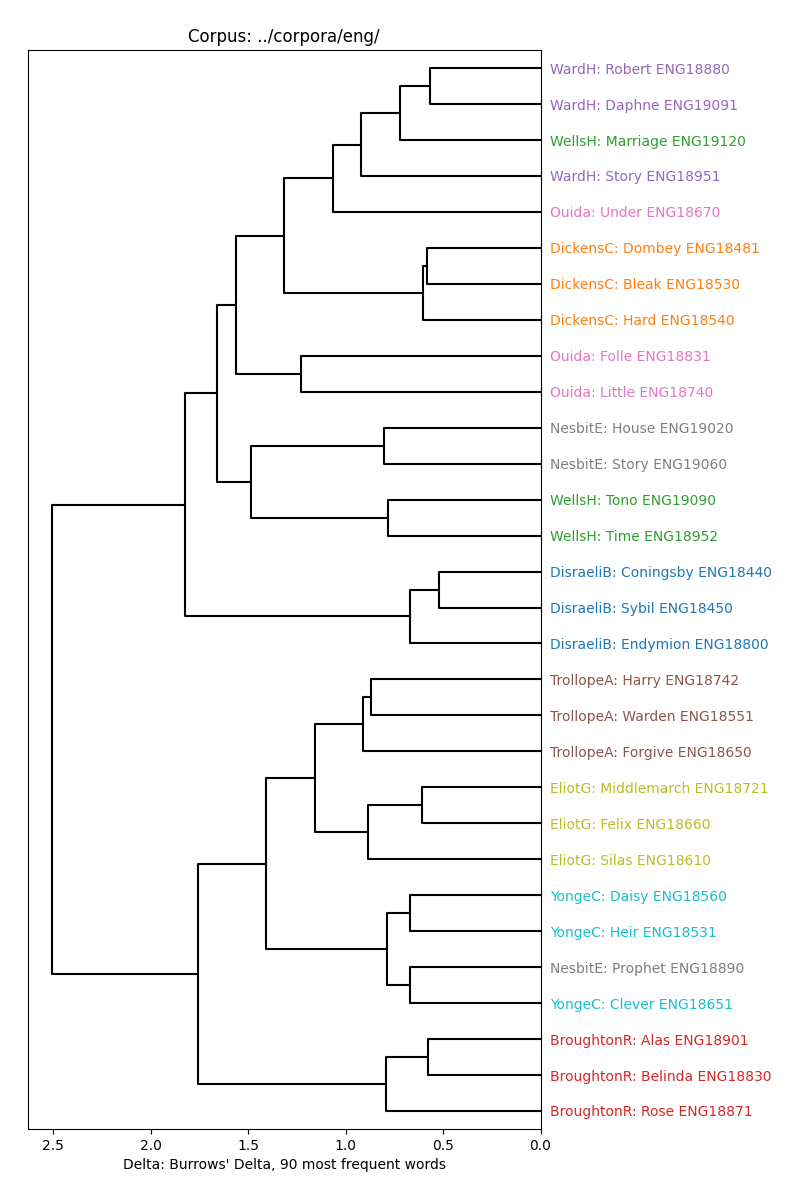 Corpus: ../corpora/eng/
WardH: Robert ENG18880
WardH: Daphne ENG19091
WellsH: Marriage ENG19120
WardH: Story ENG18951
Ouida: Under ENG18670
DickensC: Dombey ENG18481
DickensC: Bleak ENG18530
DickensC: Hard ENG18540
Ouida: Folle ENG18831
Ouida: Little ENG18740
NesbitE: House ENG19020
NesbitE: Story ENG19060
WellsH: Tono ENG19090
WellsH: Time ENG18952
DisraeliB: Coningsby ENG18440
DisraeliB: Sybil ENG18450
DisraeliB: Endymion ENG18800
TrollopeA: Harry ENG18742
TrollopeA: Warden ENG18551
TrollopeA: Forgive ENG18650
EliotG: Middlemarch ENG18721
EliotG: Felix ENG18660
EliotG: Silas ENG18610
YongeC: Daisy ENG18560
YongeC: Heir ENG18531
NesbitE: Prophet ENG18890
YongeC: Clever ENG18651
BroughtonR: Alas ENG18901
BroughtonR: Belinda ENG18830
BroughtonR: Rose ENG18871
2.5 2.0 1.5 1.0 0.5 0.0
Delta: Burrows' Delta, 90 most frequent words